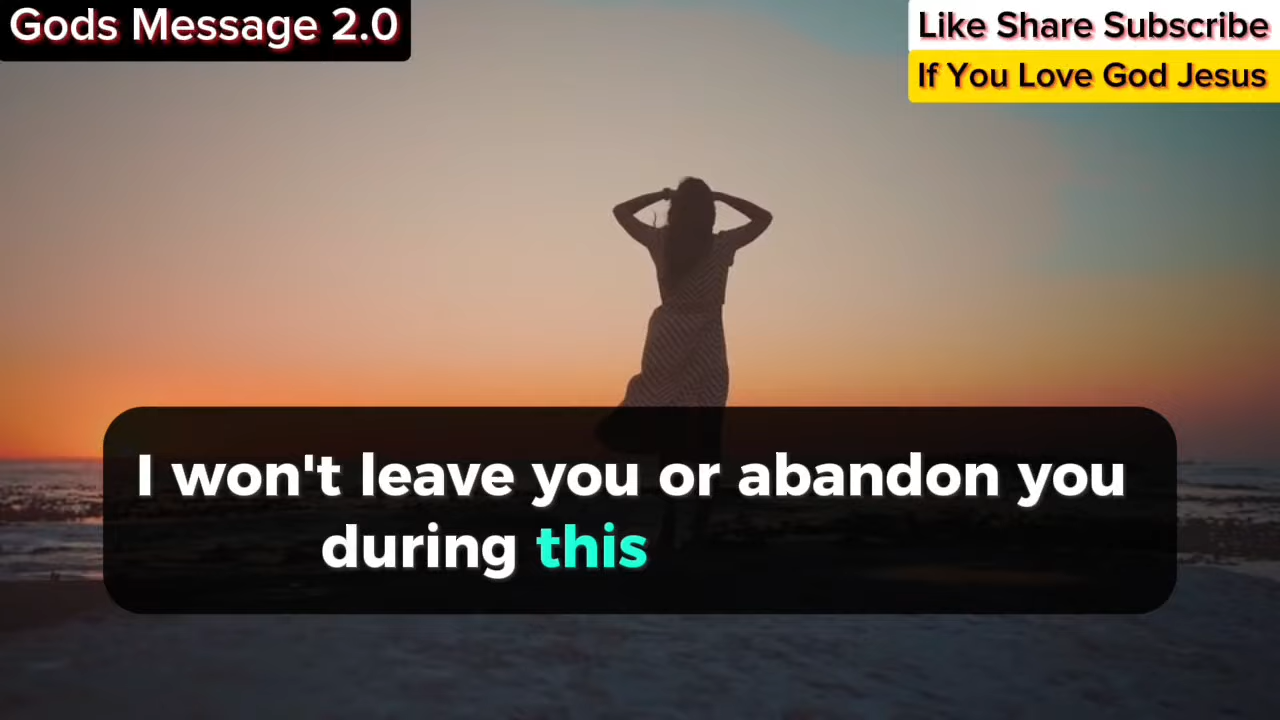 Gods Message 2.0
Like Share Subscribe
If You Love God Jesus
I won't leave you or abandon you
during this